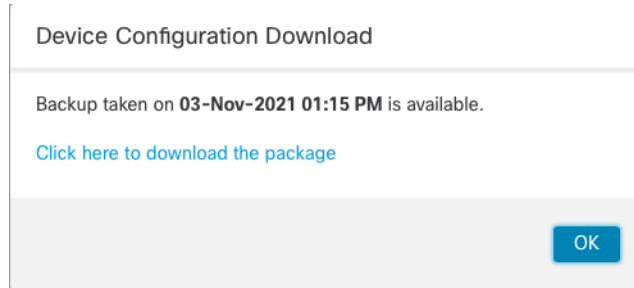 Device Configuration Download
Backup taken on 03-Nov-2021 01:15 PM is available.
Click here to download the package
OK